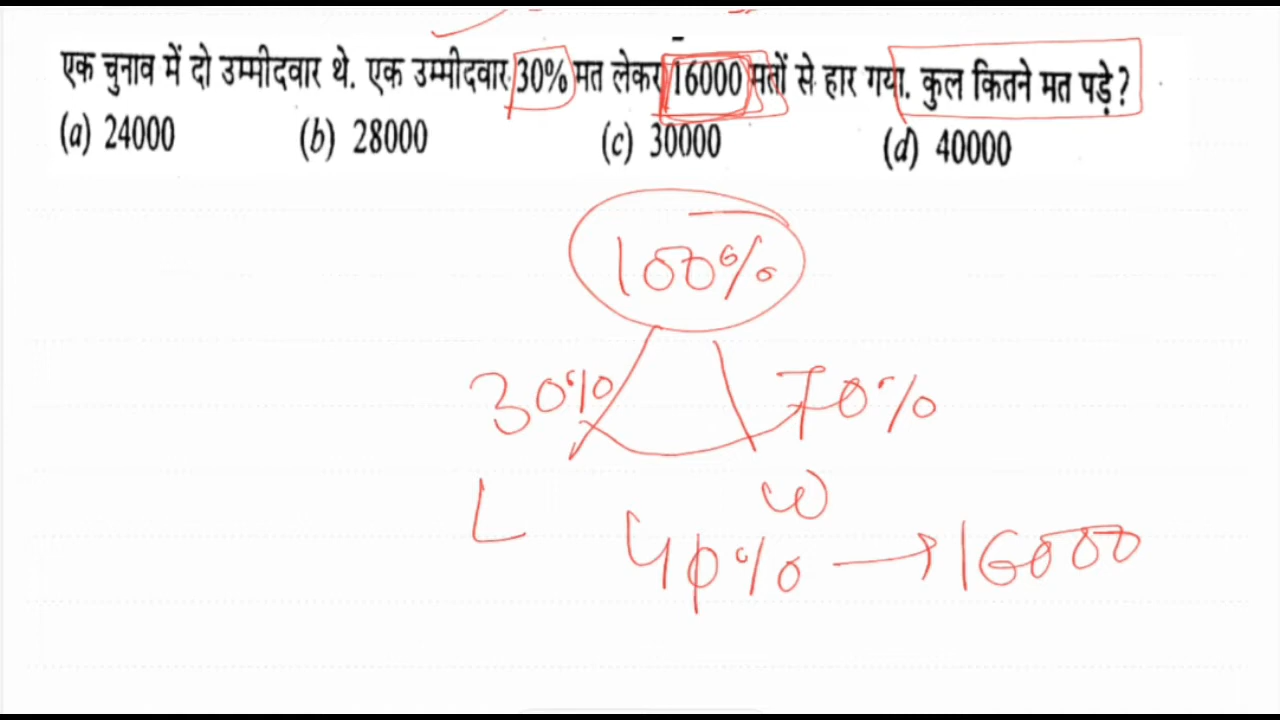 एक चुनाव में दो उम्मीदवार थे. एक उम्मीदवार 30% मत लेकर 16000 मतों से हार गया. कुल कितने मत पड़े ?
(a) 24000 (b) 28000 (c) 30000 (d) 40000
100%
30% 70%
L W
40% → 16000